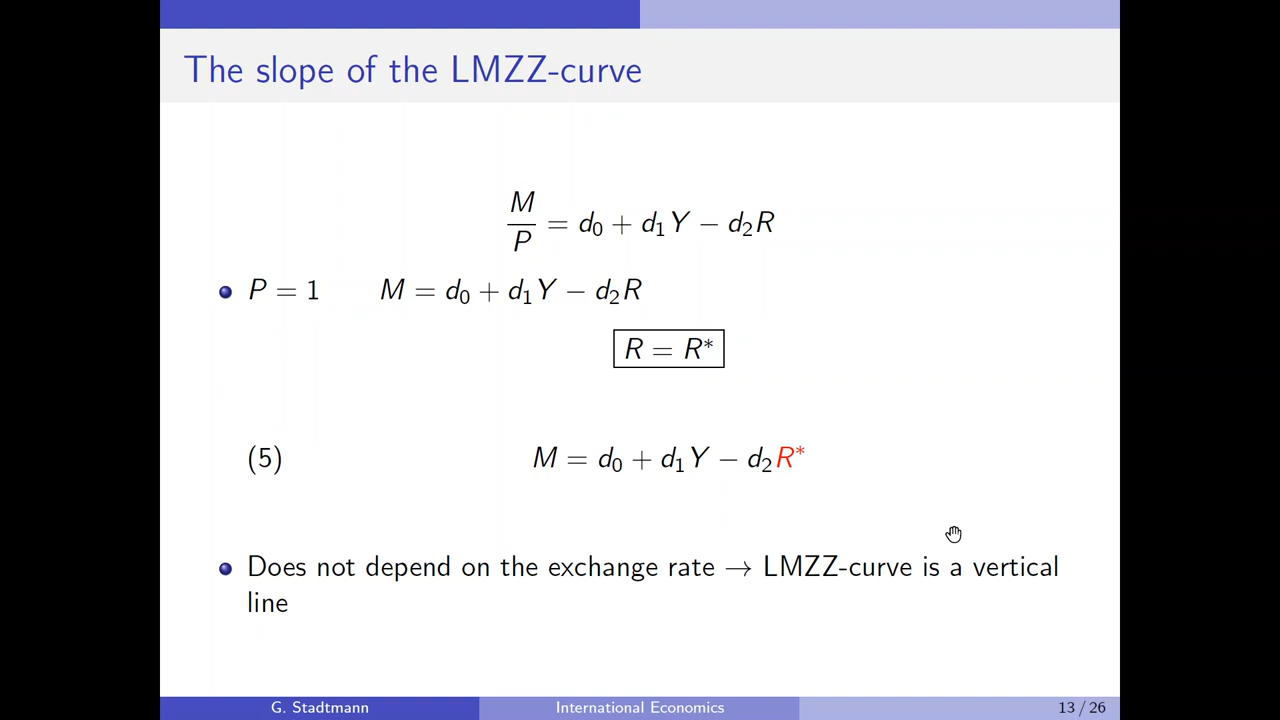 The slope of the LMZZ-curve
M/P = d₀ + d₁Y − d₂R
P = 1 M = d₀ + d₁Y − d₂R
R = R*
(5) M = d₀ + d₁Y − d₂R*
Does not depend on the exchange rate → LMZZ-curve is a vertical
line
G. Stadtmann International Economics 13 / 26